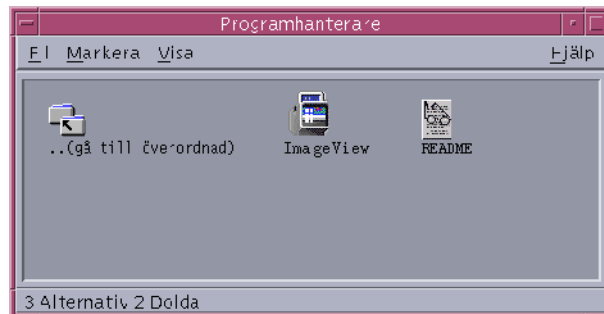 Programhanterare
Fil Markera Visa Hjälp
..(gå till överordnad) ImageView README
3 Alternativ 2 Dolda